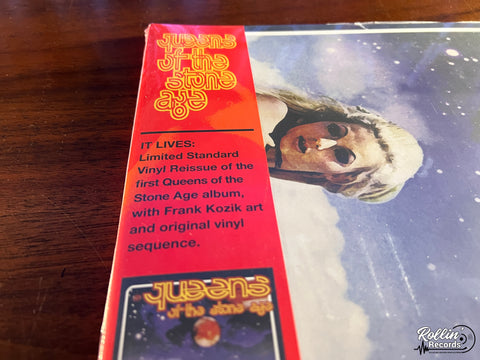 queens
of the
stone
age
IT LIVES:
Limited Standard
Vinyl Reissue of the
first Queens of the
Stone Age album,
with Frank Kozik art
and original vinyl
sequence.
queens
of the stone age
Rollin
Records